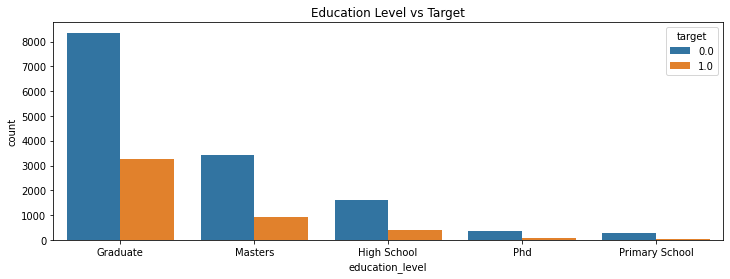 Education Level vs Target
target
0.0
1.0
count
8000
7000
6000
5000
4000
3000
2000
1000
0
Graduate
Masters
High School
Phd
Primary School
education_level